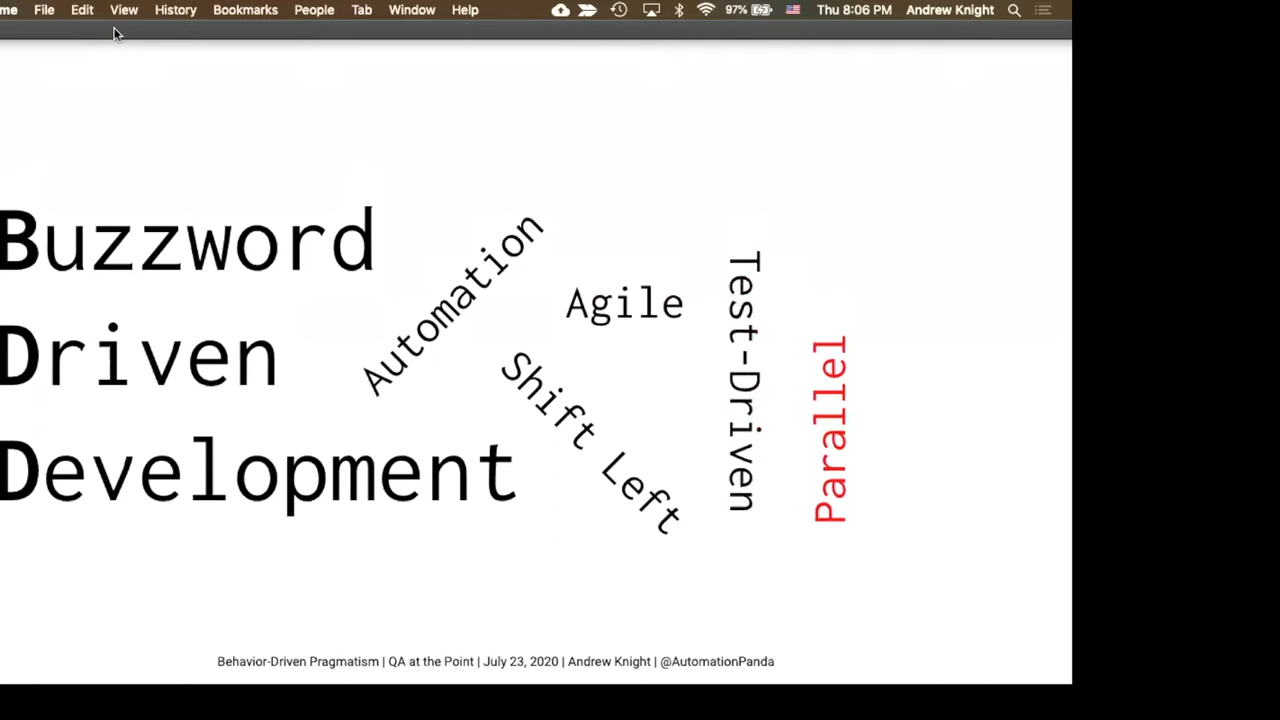 me File Edit View History Bookmarks People Tab Window Help 97% Thu 8:06 PM Andrew Knight
Buzzword
Driven
Development
Automation
Agile
Shift Left
Test-Driven
Parallel
Behavior-Driven Pragmatism | QA at the Point | July 23, 2020 | Andrew Knight | @AutomationPanda